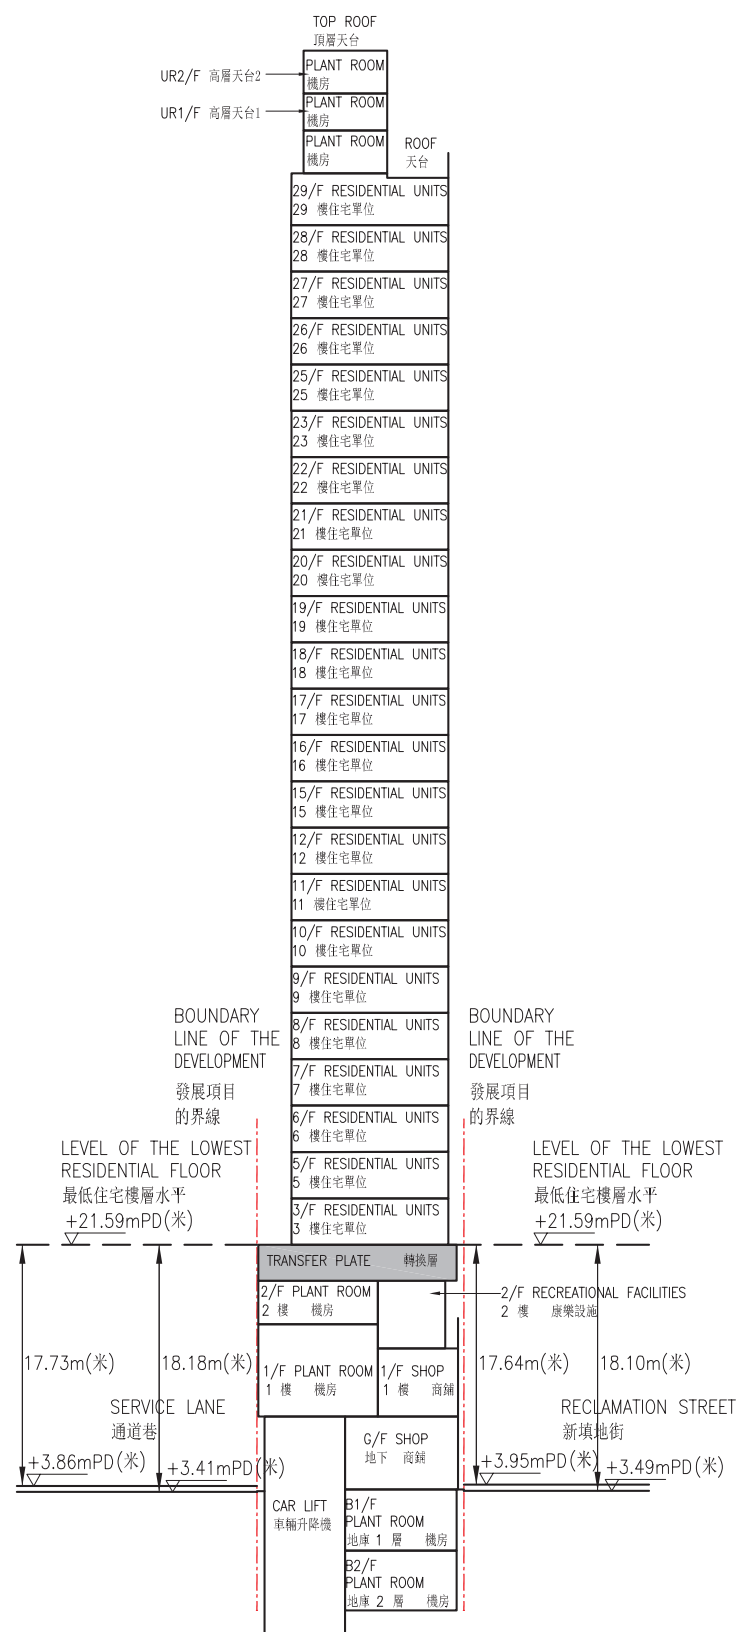 TOP ROOF
頂層天台
PLANT ROOM
機房
UR2/F 高層天台2
PLANT ROOM
機房
UR1/F 高層天台1
PLANT ROOM
機房
ROOF
天台
29/F RESIDENTIAL UNITS
29 樓住宅單位
28/F RESIDENTIAL UNITS
28 樓住宅單位
27/F RESIDENTIAL UNITS
27 樓住宅單位
26/F RESIDENTIAL UNITS
26 樓住宅單位
25/F RESIDENTIAL UNITS
25 樓住宅單位
23/F RESIDENTIAL UNITS
23 樓住宅單位
22/F RESIDENTIAL UNITS
22 樓住宅單位
21/F RESIDENTIAL UNITS
21 樓住宅單位
20/F RESIDENTIAL UNITS
20 樓住宅單位
19/F RESIDENTIAL UNITS
19 樓住宅單位
18/F RESIDENTIAL UNITS
18 樓住宅單位
17/F RESIDENTIAL UNITS
17 樓住宅單位
16/F RESIDENTIAL UNITS
16 樓住宅單位
15/F RESIDENTIAL UNITS
15 樓住宅單位
12/F RESIDENTIAL UNITS
12 樓住宅單位
11/F RESIDENTIAL UNITS
11 樓住宅單位
10/F RESIDENTIAL UNITS
10 樓住宅單位
9/F RESIDENTIAL UNITS
9 樓住宅單位
8/F RESIDENTIAL UNITS
8 樓住宅單位
7/F RESIDENTIAL UNITS
7 樓住宅單位
6/F RESIDENTIAL UNITS
6 樓住宅單位
5/F RESIDENTIAL UNITS
5 樓住宅單位
3/F RESIDENTIAL UNITS
3 樓住宅單位
BOUNDARY
LINE OF THE
DEVELOPMENT
發展項目
的界線
BOUNDARY
LINE OF THE
DEVELOPMENT
發展項目
的界線
LEVEL OF THE LOWEST
RESIDENTIAL FLOOR
最低住宅樓層水平
+21.59mPD(米)
LEVEL OF THE LOWEST
RESIDENTIAL FLOOR
最低住宅樓層水平
+21.59mPD(米)
TRANSFER PLATE 轉換層
2/F PLANT ROOM
2 樓 機房
2/F RECREATIONAL FACILITIES
2 樓 康樂設施
17.73m(米)
18.18m(米)
1/F PLANT ROOM
1 樓 機房
1/F SHOP
1 樓 商鋪
17.64m(米)
18.10m(米)
SERVICE LANE
通道巷
RECLAMATION STREET
新填地街
G/F SHOP
地下 商鋪
+3.86mPD(米)
+3.41mPD(米)
+3.95mPD(米)
+3.49mPD(米)
CAR LIFT
車輛升降機
B1/F
PLANT ROOM
地庫 1 層 機房
B2/F
PLANT ROOM
地庫 2 層 機房